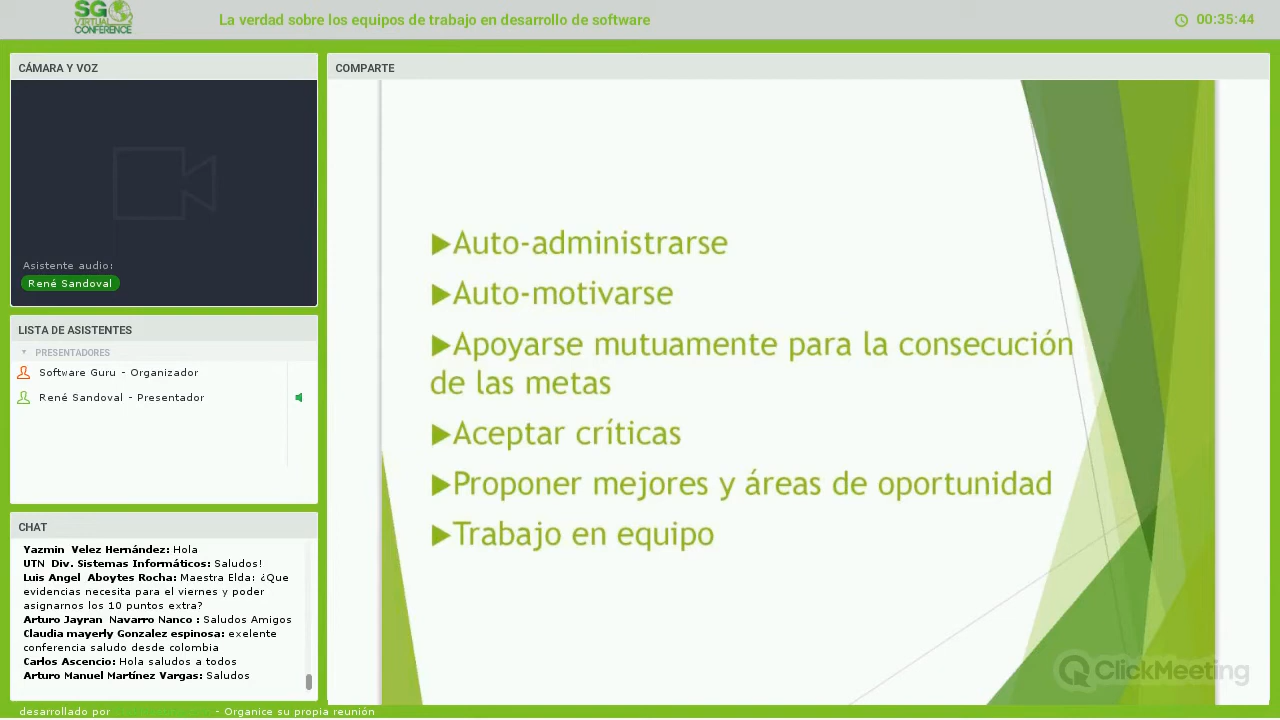 SG
VIRTUAL
CONFERENCE
La verdad sobre los equipos de trabajo en desarrollo de software
00:35:44
CÁMARA Y VOZ
Asistente audio:
René Sandoval
LISTA DE ASISTENTES
PRESENTADORES
Software Guru - Organizador
René Sandoval - Presentador
CHAT
Yazmin Velez Hernández: Hola
UTN Div. Sistemas Informáticos: Saludos!
Luis Angel Aboytes Rocha: Maestra Elda: ¿Que
evidencias necesita para el viernes y poder
asignarnos los 10 puntos extra?
Arturo Jayran Navarro Nanco : Saludos Amigos
Claudia mayerly Gonzalez espinosa: exelente
conferencia saludo desde colombia
Carlos Ascencio: Hola saludos a todos
Arturo Manuel Martínez Vargas: Saludos
COMPARTE
Auto-administrarse
Auto-motivarse
Apoyarse mutuamente para la consecución
de las metas
Aceptar críticas
Proponer mejores y áreas de oportunidad
Trabajo en equipo
ClickMeeting
desarrollado por - Organice su propia reunión